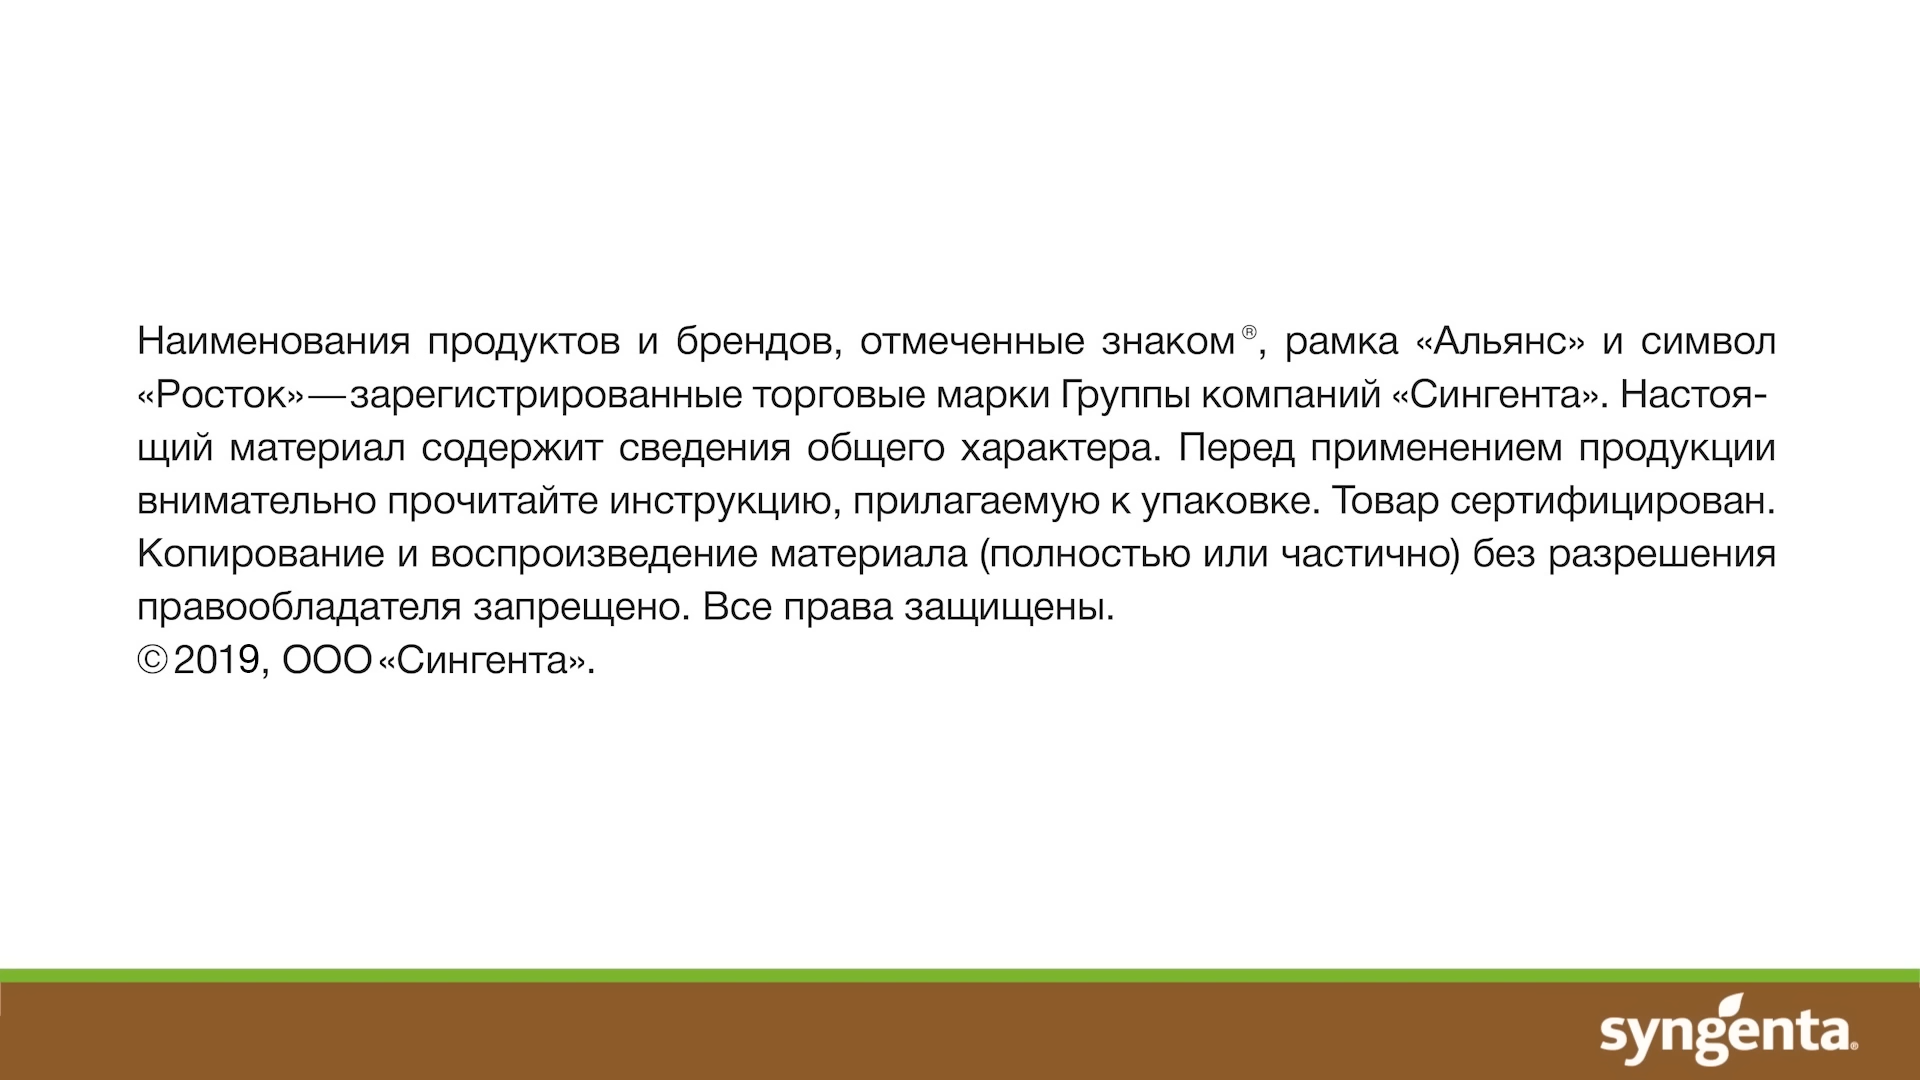 Наименования продуктов и брендов, отмеченные знаком ®, рамка «Альянс» и символ
«Росток» — зарегистрированные торговые марки Группы компаний «Сингента». Настоя-
щий материал содержит сведения общего характера. Перед применением продукции
внимательно прочитайте инструкцию, прилагаемую к упаковке. Товар сертифицирован.
Копирование и воспроизведение материала (полностью или частично) без разрешения
правообладателя запрещено. Все права защищены.
© 2019, ООО «Сингента».
syngenta®